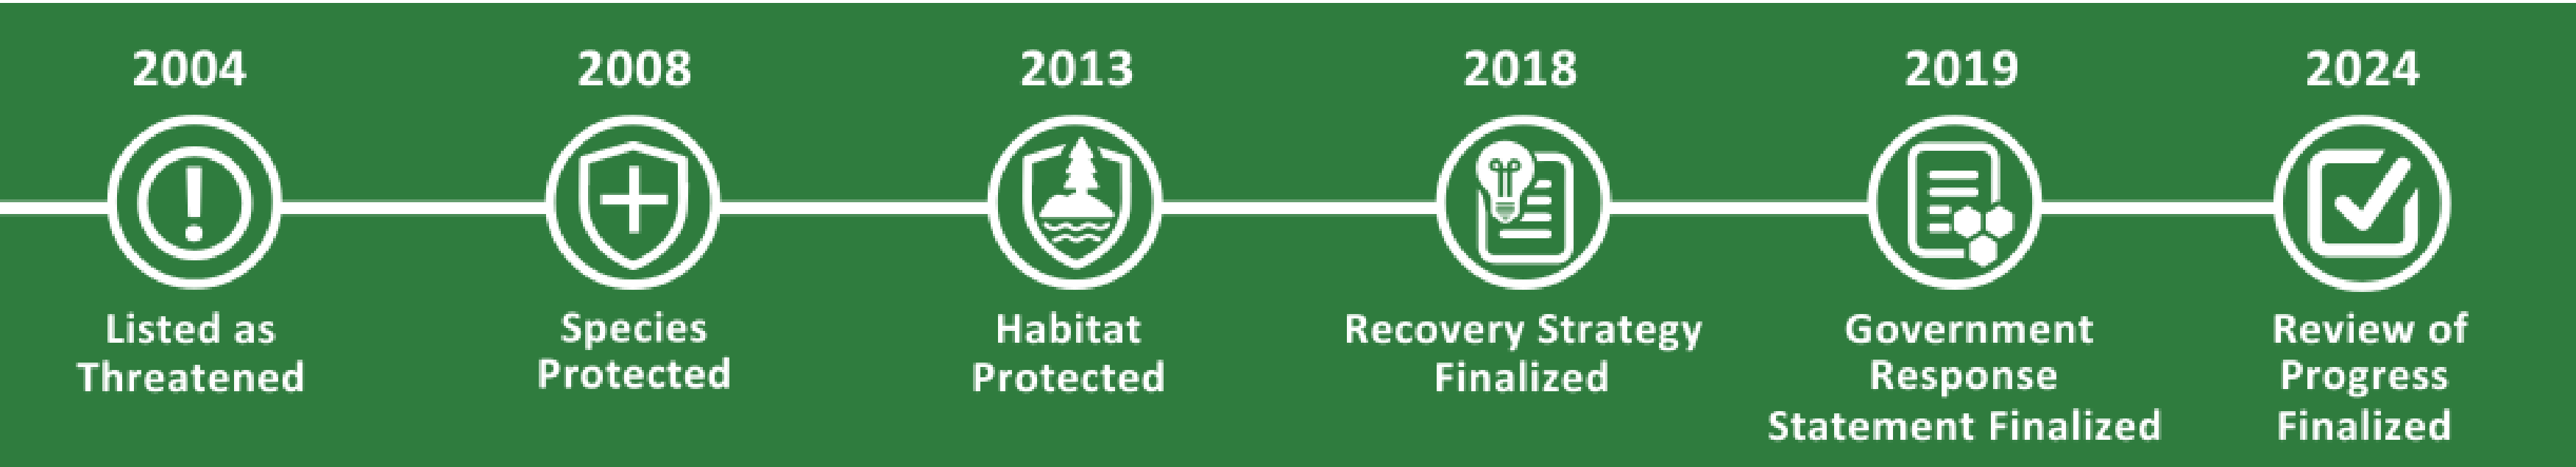 2004
Listed as
Threatened
2008
Species
Protected
2013
Habitat
Protected
2018
Recovery Strategy
Finalized
2019
Government
Response
Statement Finalized
2024
Review of
Progress
Finalized